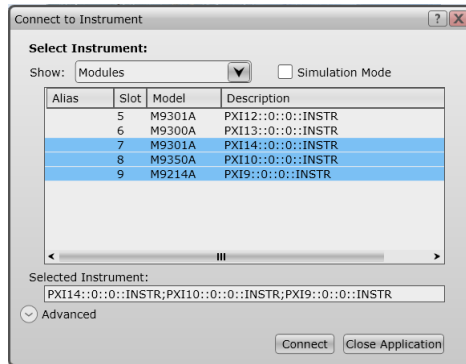 Connect to Instrument ? X
Select Instrument:
Show: Modules Simulation Mode
Alias Slot Model Description
5 M9301A PXI12::0::0::INSTR
6 M9300A PXI13::0::0::INSTR
7 M9301A PXI14::0::0::INSTR
8 M9350A PXI10::0::0::INSTR
9 M9214A PXI9::0::0::INSTR
Selected Instrument:
PXI14::0::0::INSTR;PXI10::0::0::INSTR;PXI9::0::0::INSTR
Advanced
Connect Close Application